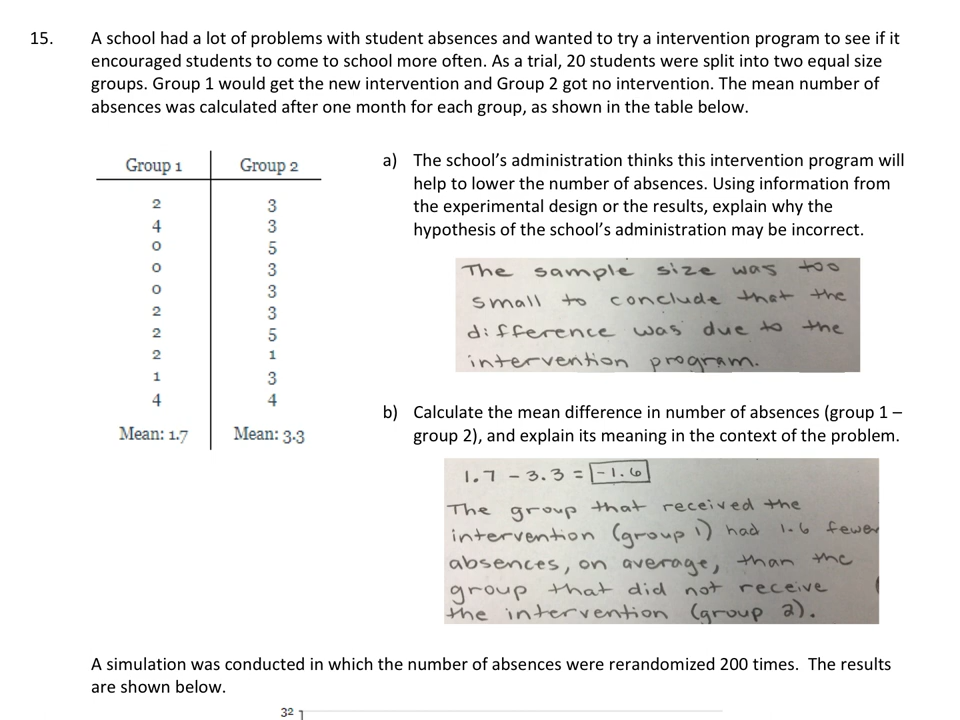 15. A school had a lot of problems with student absences and wanted to try a intervention program to see if it
encouraged students to come to school more often. As a trial, 20 students were split into two equal size
groups. Group 1 would get the new intervention and Group 2 got no intervention. The mean number of
absences was calculated after one month for each group, as shown in the table below.
Group 1 Group 2
2 3
4 3
0 5
0 3
0 3
2 3
2 5
2 1
1 3
4 4
Mean: 1.7 Mean: 3.3
a) The school’s administration thinks this intervention program will
help to lower the number of absences. Using information from
the experimental design or the results, explain why the
hypothesis of the school’s administration may be incorrect.
The sample size was too
small to conclude that the
difference was due to the
intervention program.
b) Calculate the mean difference in number of absences (group 1 –
group 2), and explain its meaning in the context of the problem.
1.7 - 3.3 = -1.6
The group that received the
intervention (group 1) had 1.6 fewer
absences, on average, than the
group that did not receive
the intervention (group 2).
A simulation was conducted in which the number of absences were rerandomized 200 times. The results
are shown below.
32